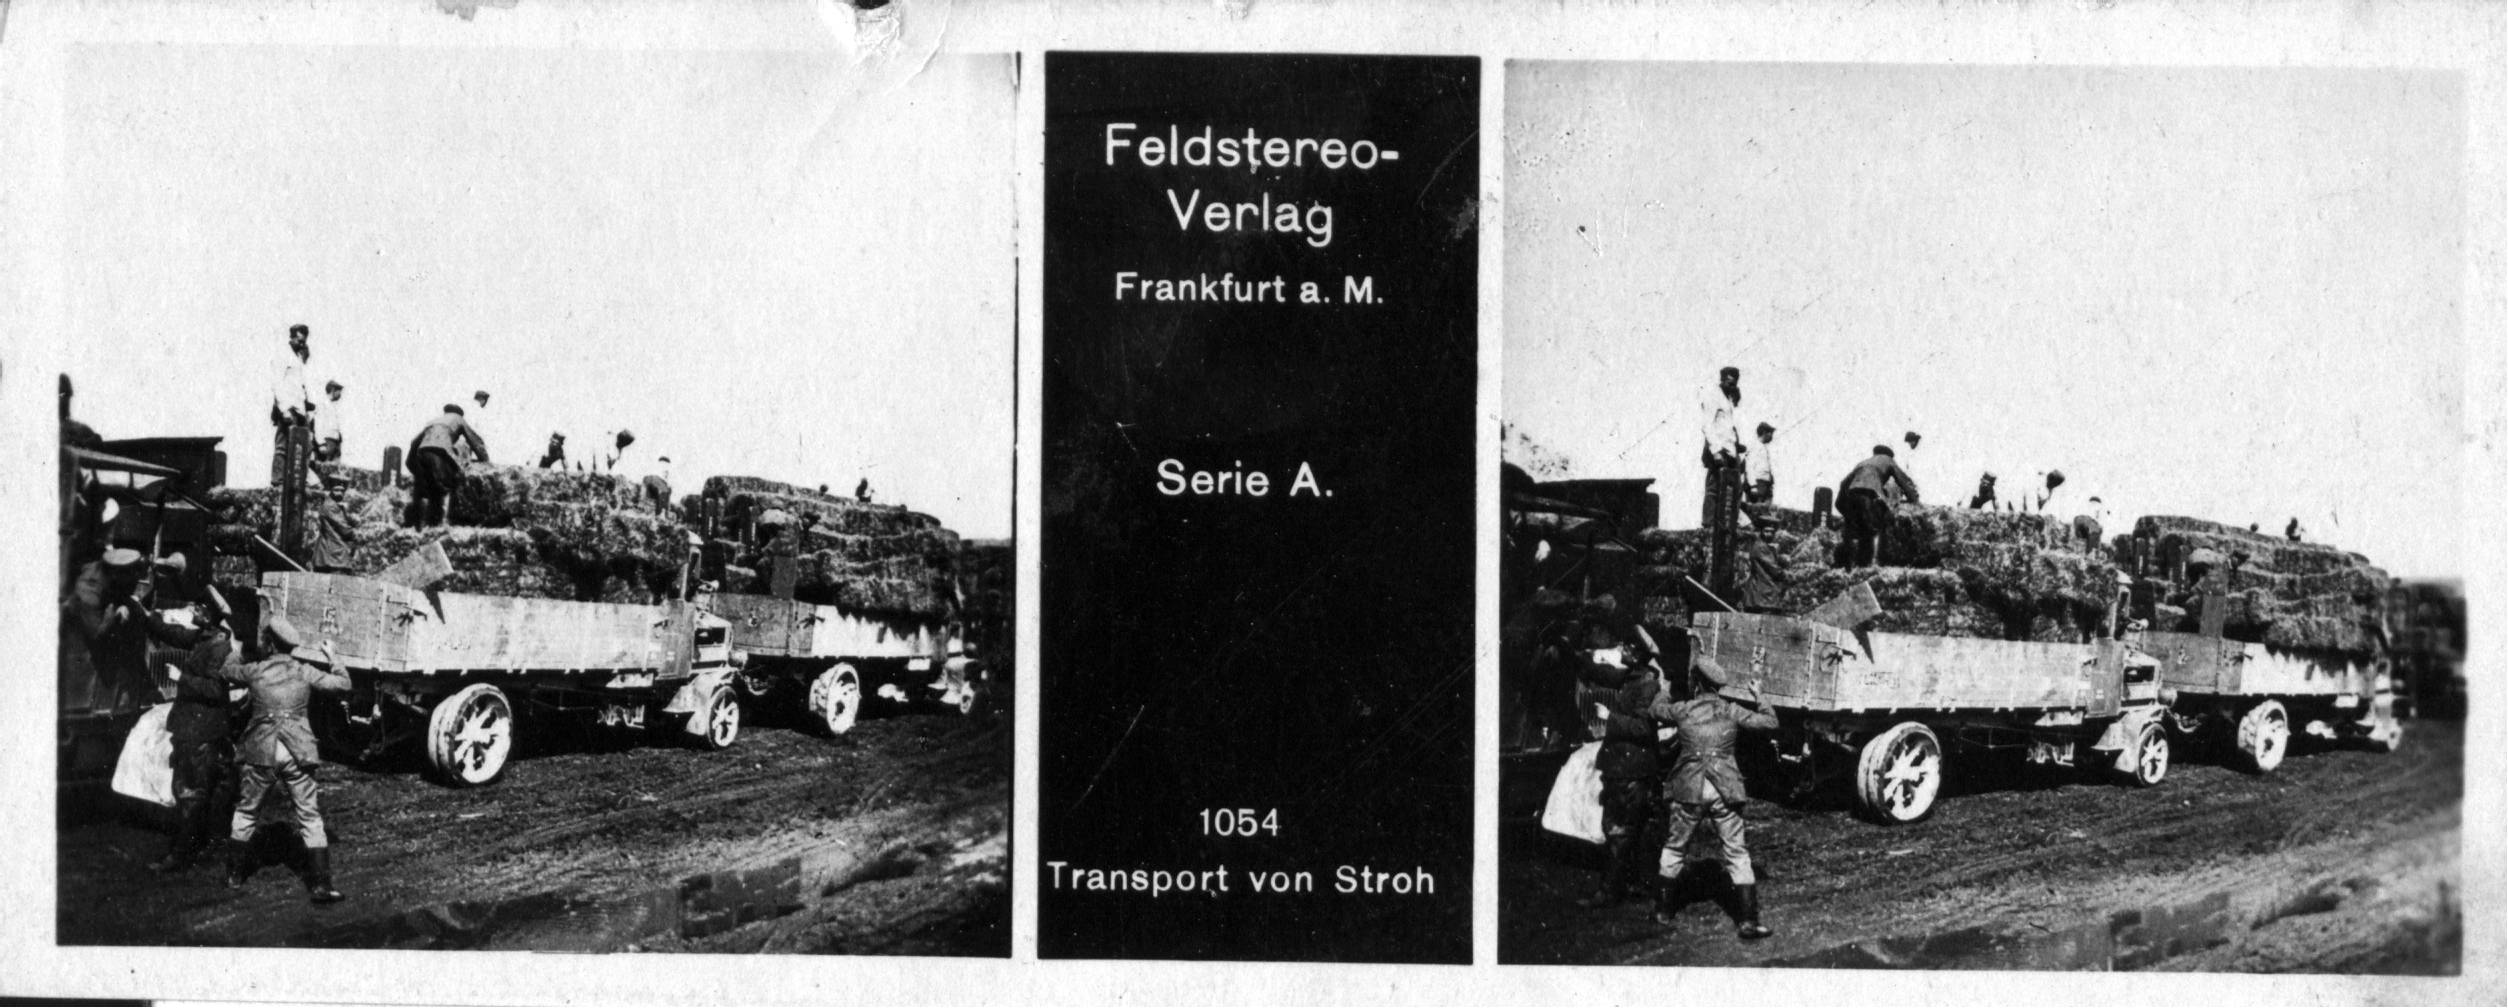 Feldstereo-
Verlag
Frankfurt a. M.
Serie A.
1054
Transport von Stroh